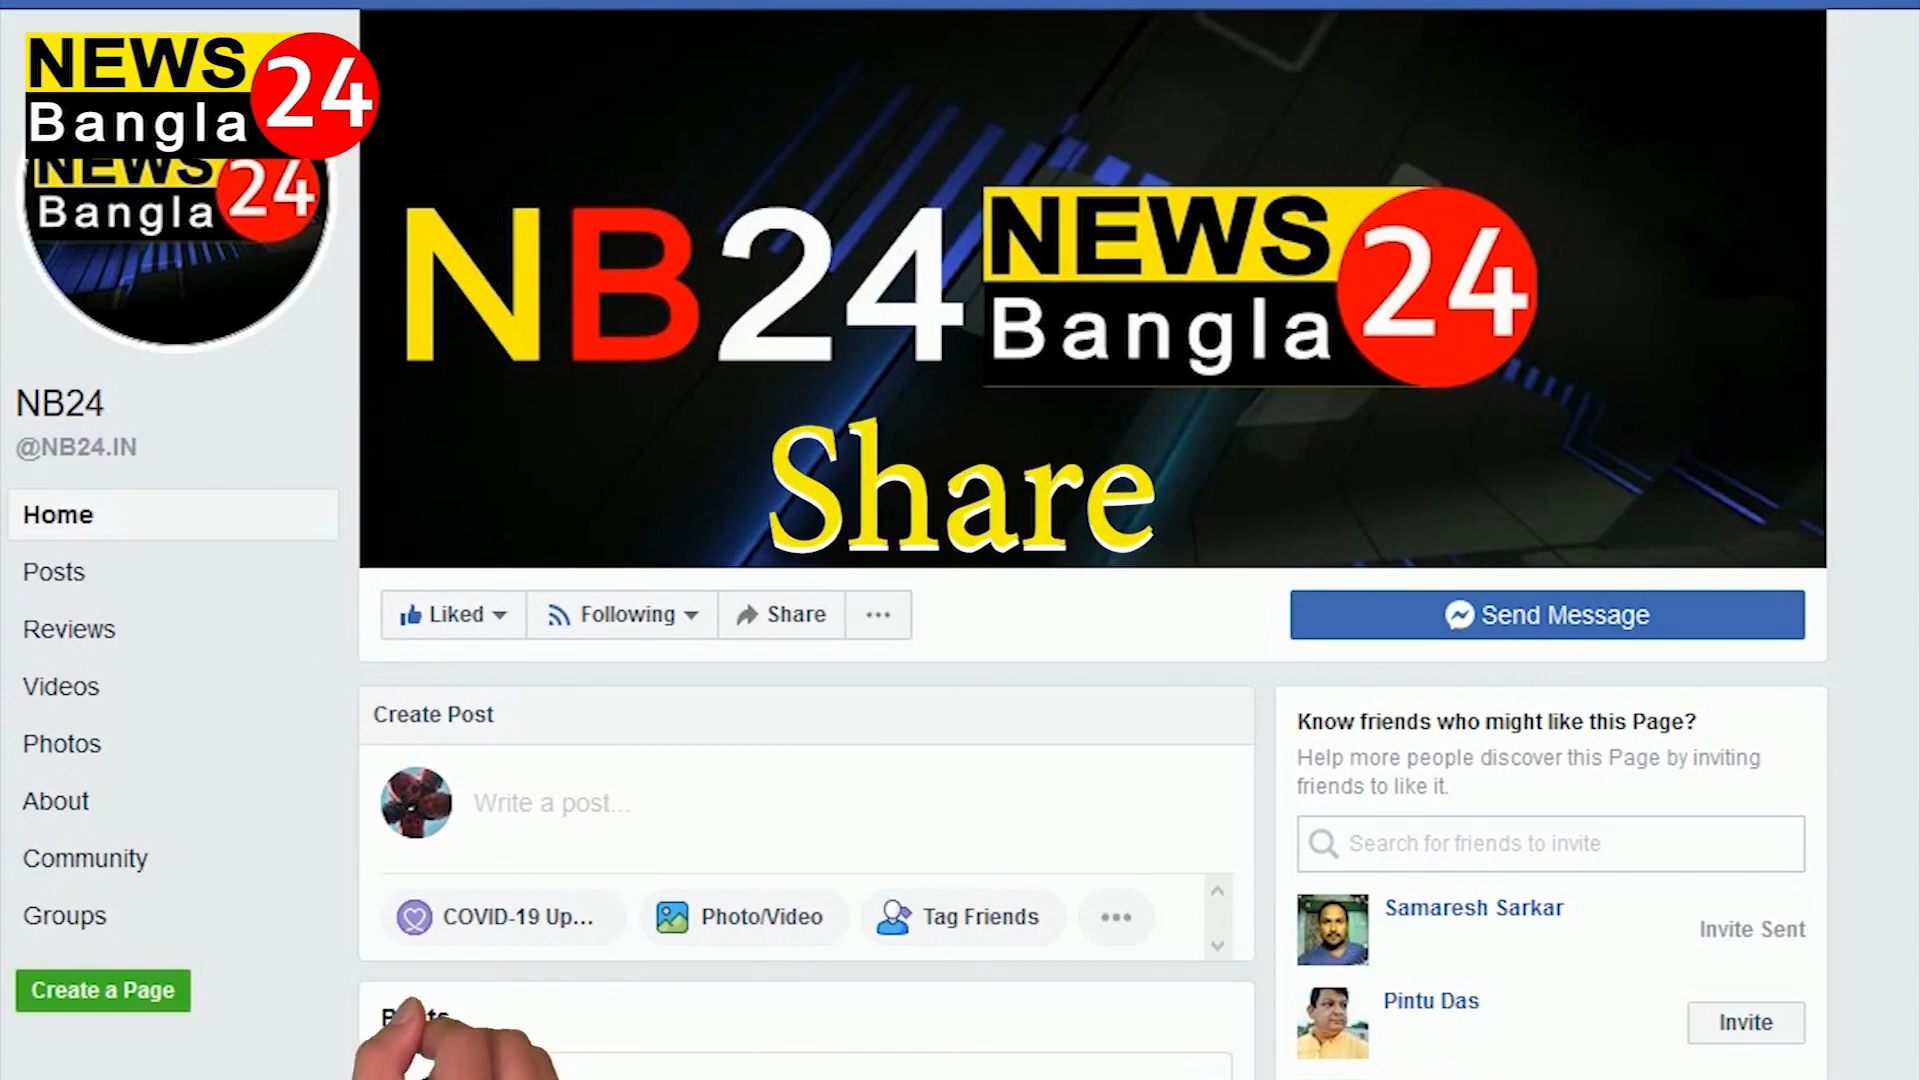 NEWS
Bangla 24
NEWS
Bangla 24
NB24
@NB24.IN
Home
Posts
Reviews
Videos
Photos
About
Community
Groups
Create a Page
NB24 NEWS
Bangla 24
Share
Liked Following Share ...
Send Message
Create Post
Write a post...
COVID-19 Up... Photo/Video Tag Friends ...
Know friends who might like this Page?
Help more people discover this Page by inviting
friends to like it.
Search for friends to invite
Samaresh Sarkar
Invite Sent
Pintu Das
Invite